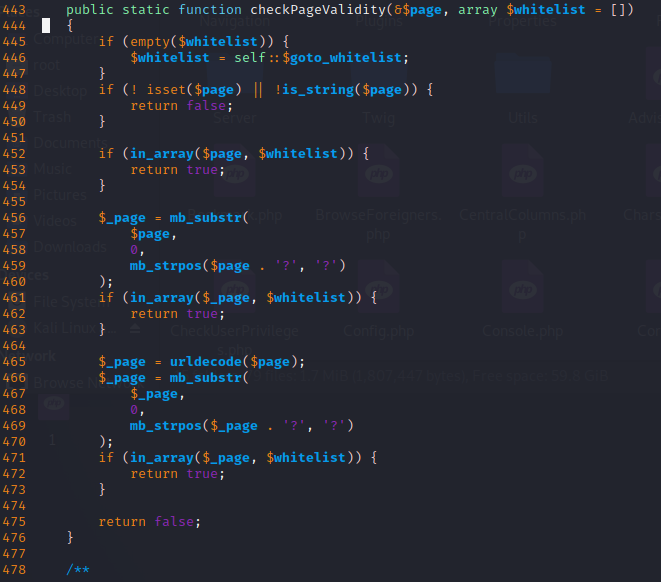 443     public static function checkPageValidity(&$page, array $whitelist = [])
444     {
445         if (empty($whitelist)) {
446             $whitelist = self::$goto_whitelist;
447         }
448         if (! isset($page) || !is_string($page)) {
449             return false;
450         }
451
452         if (in_array($page, $whitelist)) {
453             return true;
454         }
455
456         $_page = mb_substr(
457             $page,
458             0,
459             mb_strpos($page . '?', '?')
460         );
461         if (in_array($_page, $whitelist)) {
462             return true;
463         }
464
465         $_page = urldecode($page);
466         $_page = mb_substr(
467             $_page,
468             0,
469             mb_strpos($_page . '?', '?')
470         );
471         if (in_array($_page, $whitelist)) {
472             return true;
473         }
474
475         return false;
476     }
477
478     /**